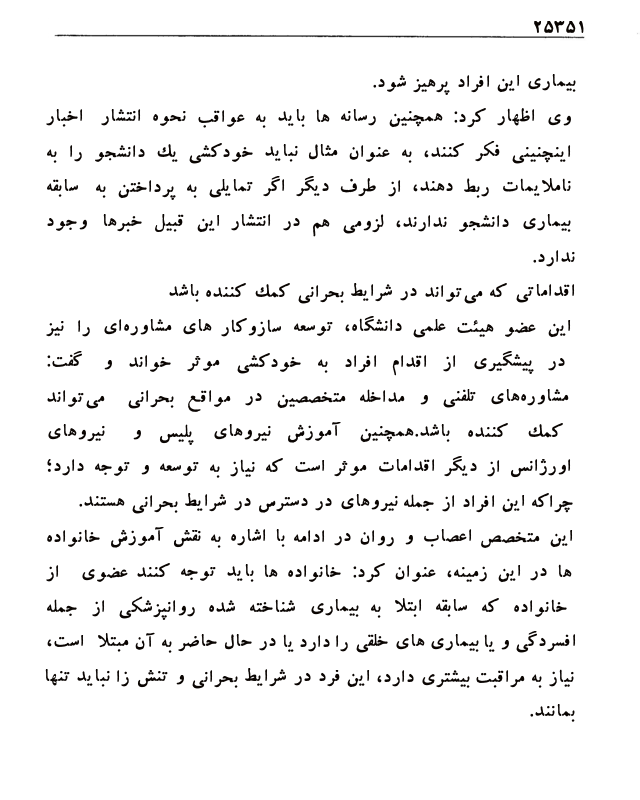 ۲۵۳۵۱
بیماری این افراد پرهیز شود.
وی اظهار کرد: همچنین رسانه ها باید به عواقب نحوه انتشار اخبار
اینچنینی فکر کنند، به عنوان مثال نباید خودکشی یك دانشجو را به
ناملایمات ربط دهند، از طرف دیگر اگر تمایلی به پرداختن به سابقه
بیماری دانشجو ندارند، لزومی هم در انتشار این قبیل خبرها وجود
ندارد.
اقداماتی که می‌تواند در شرایط بحرانی کمك کننده باشد
این عضو هیئت علمی دانشگاه، توسعه سازوکار های مشاوره‌ای را نیز
در پیشگیری از اقدام افراد به خودکشی موثر خواند و گفت:
مشاوره‌های تلفنی و مداخله متخصصین در مواقع بحرانی می‌تواند
کمك کننده باشد.همچنین آموزش نیروهای پلیس و نیروهای
اورژانس از دیگر اقدامات موثر است که نیاز به توسعه و توجه دارد؛
چراکه این افراد از جمله نیروهای در دسترس در شرایط بحرانی هستند.
این متخصص اعصاب و روان در ادامه با اشاره به نقش آموزش خانواده
ها در این زمینه، عنوان کرد: خانواده ها باید توجه کنند عضوی از
خانواده که سابقه ابتلا به بیماری شناخته شده روانپزشکی از جمله
افسردگی و یا بیماری های خلقی را دارد یا در حال حاضر به آن مبتلا است،
نیاز به مراقبت بیشتری دارد، این فرد در شرایط بحرانی و تنش زا نباید تنها
بمانند.